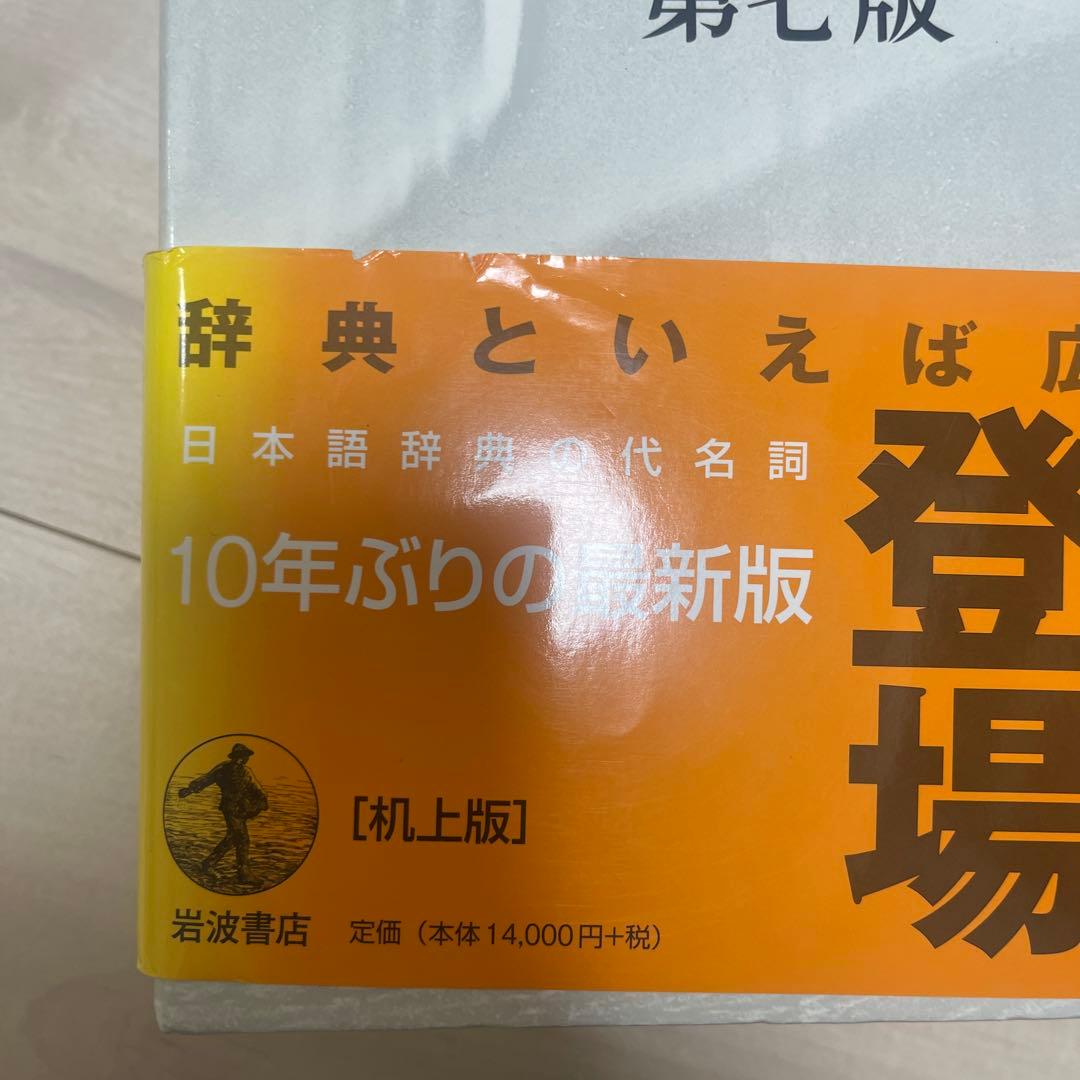 第七版
辞典といえば広
日本語辞典の代名詞
10年ぶりの最新版
登場
[机上版]
岩波書店
定価（本体14,000円+税）